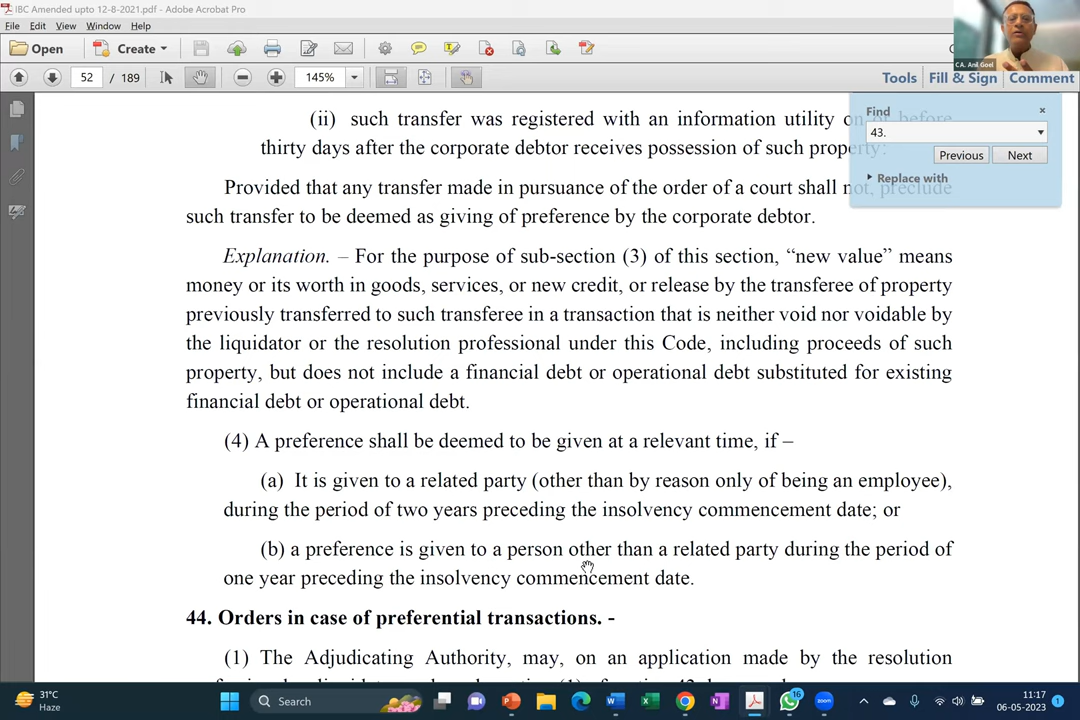 IBC Amended upto 12-8-2021.pdf - Adobe Acrobat Pro
File Edit View Window Help
Open Create
52 / 189 145% Tools Fill & Sign Comment
C.A. Anil Goel
Find
43.
Previous Next
Replace with
(ii) such transfer was registered with an information utility on or before
thirty days after the corporate debtor receives possession of such property:
Provided that any transfer made in pursuance of the order of a court shall not, preclude
such transfer to be deemed as giving of preference by the corporate debtor.
Explanation. – For the purpose of sub-section (3) of this section, “new value” means
money or its worth in goods, services, or new credit, or release by the transferee of property
previously transferred to such transferee in a transaction that is neither void nor voidable by
the liquidator or the resolution professional under this Code, including proceeds of such
property, but does not include a financial debt or operational debt substituted for existing
financial debt or operational debt.
(4) A preference shall be deemed to be given at a relevant time, if –
(a) It is given to a related party (other than by reason only of being an employee),
during the period of two years preceding the insolvency commencement date; or
(b) a preference is given to a person other than a related party during the period of
one year preceding the insolvency commencement date.
44. Orders in case of preferential transactions. -
(1) The Adjudicating Authority, may, on an application made by the resolution
31°C
Haze
Search
16
zoom
11:17
06-05-2023
1